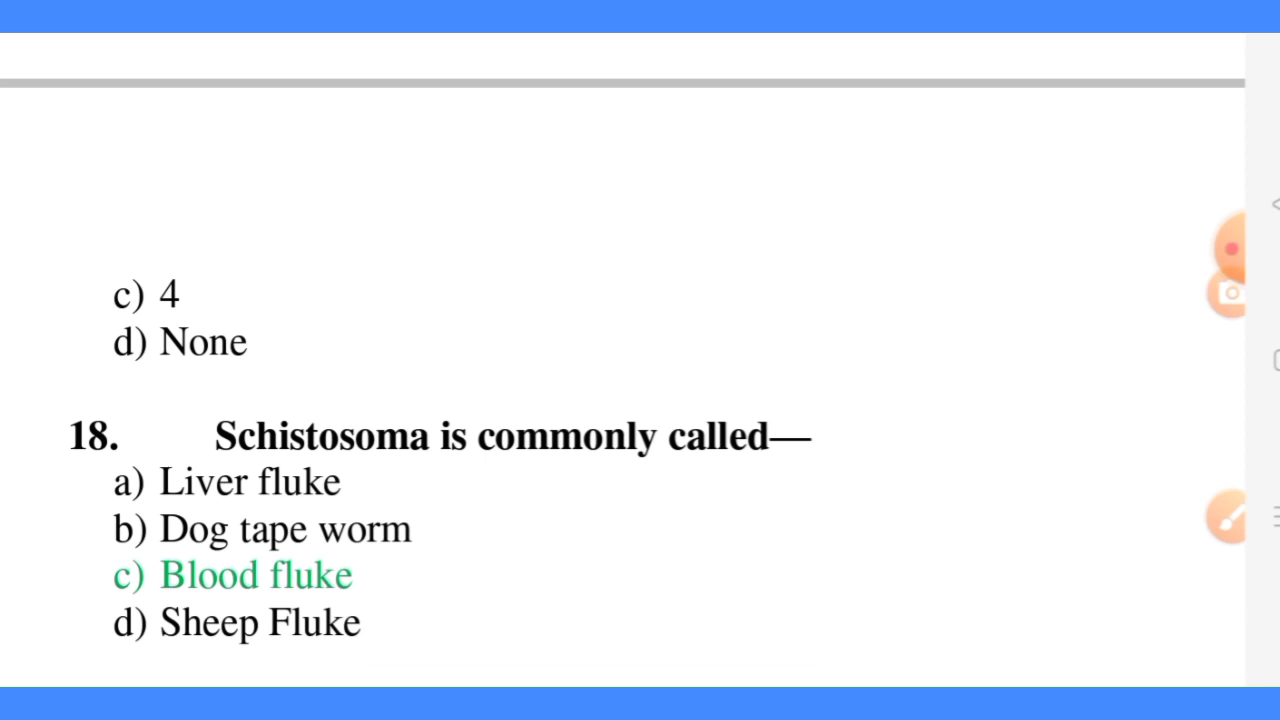 c) 4
d) None
18. Schistosoma is commonly called—
a) Liver fluke
b) Dog tape worm
c) Blood fluke
d) Sheep Fluke